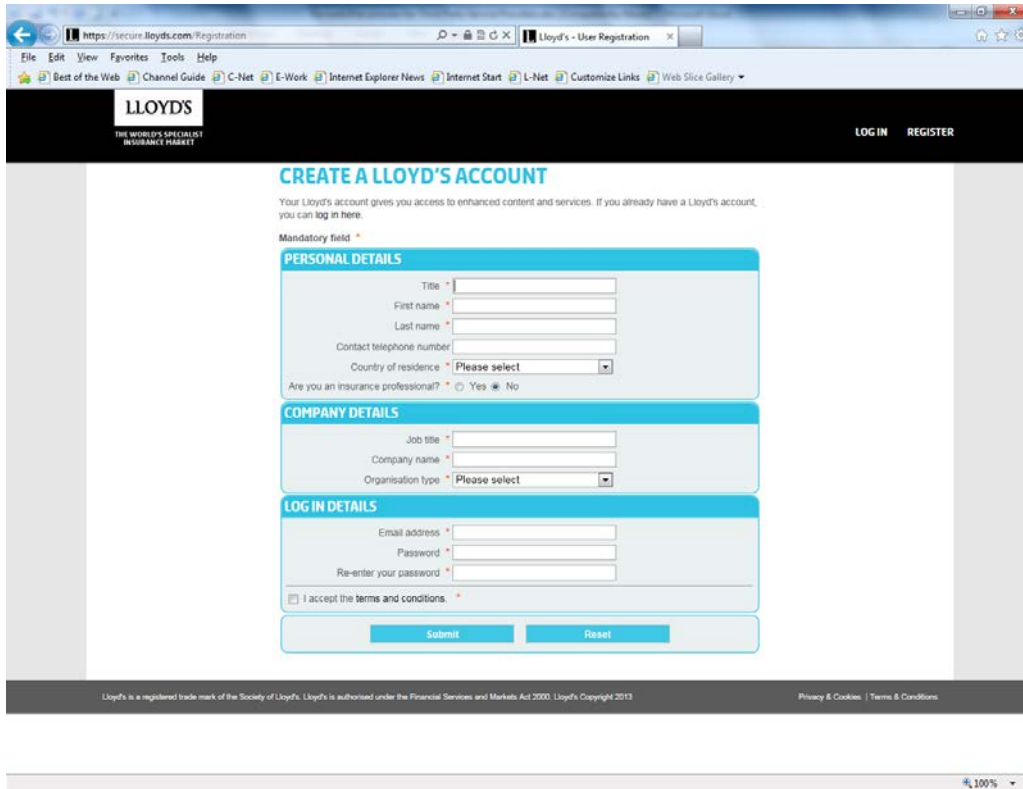 https://secure.lloyds.com/Registration
Lloyd's - User Registration
File Edit View Favorites Tools Help
Best of the Web Channel Guide C-Net E-Work Internet Explorer News Internet Start L-Net Customize Links Web Slice Gallery
LLOYD'S
THE WORLD'S SPECIALIST
INSURANCE MARKET
LOG IN REGISTER
CREATE A LLOYD'S ACCOUNT
Your Lloyd's account gives you access to enhanced content and services. If you already have a Lloyd's account,
you can log in here.
Mandatory field *
PERSONAL DETAILS
Title *
First name *
Last name *
Contact telephone number
Country of residence * Please select
Are you an insurance professional? * Yes No
COMPANY DETAILS
Job title *
Company name *
Organisation type * Please select
LOG IN DETAILS
Email address *
Password *
Re-enter your password *
I accept the terms and conditions. *
Submit Reset
Lloyd's is a registered trade mark of the Society of Lloyd's. Lloyd's is authorised under the Financial Services and Markets Act 2000. Lloyd's Copyright 2013 Privacy & Cookies | Terms & Conditions
100%